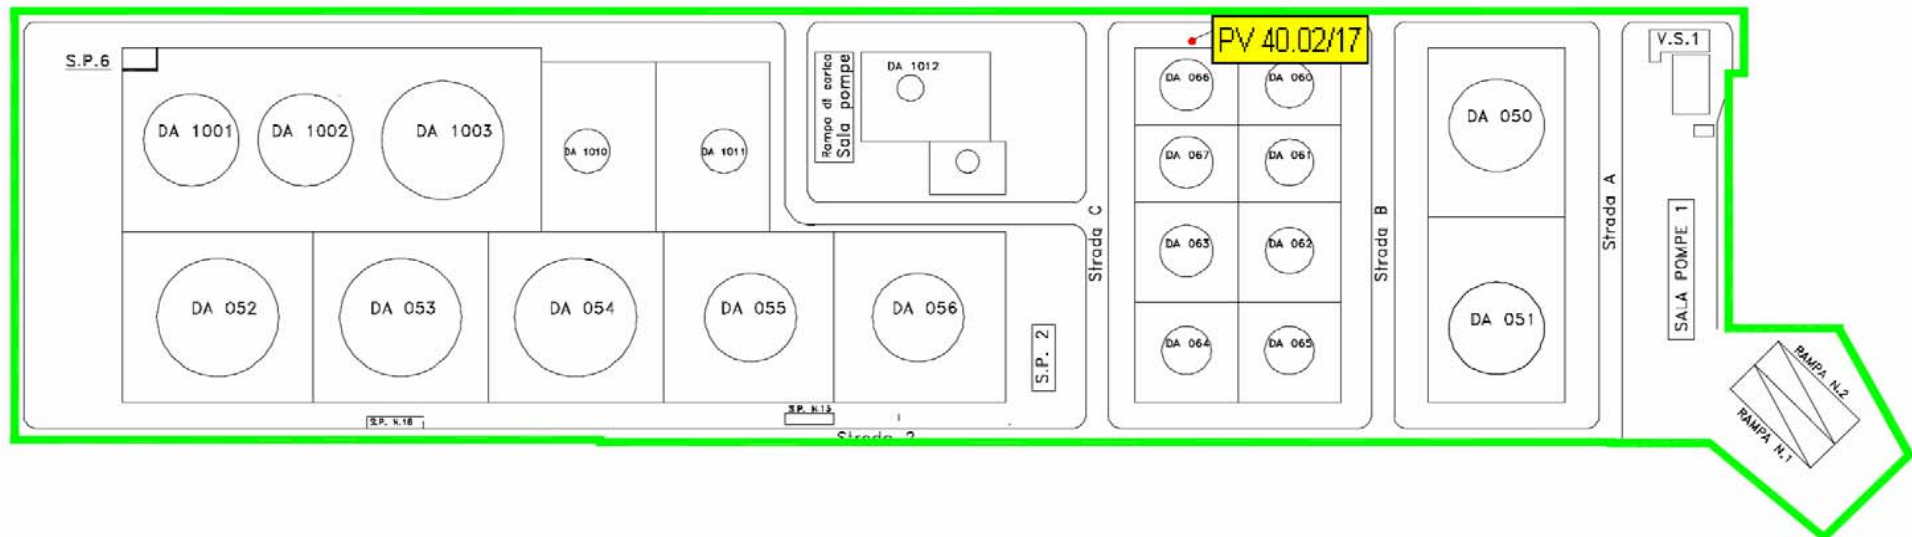 PV 40.02/17
S.P.6
Rampa di carico
Sala pompe
DA 1012
V.S.1
DA 066
DA 060
DA 1001
DA 1002
DA 1003
DA 1010
DA 1011
DA 067
DA 061
DA 050
Strada C
Strada B
Strada A
DA 063
DA 062
SALA POMPE 1
DA 052
DA 053
DA 054
DA 055
DA 056
S.P. 2
DA 064
DA 065
DA 051
RAMPA N.2
RAMPA N.1
S.P. N.16
S.P. N.15
Strada 2